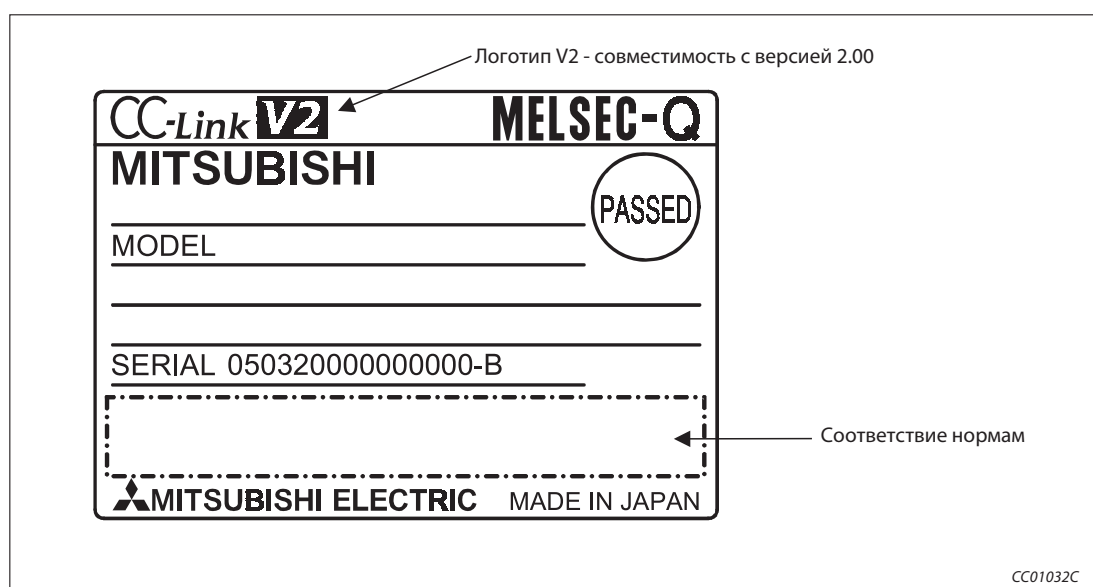 Логотип V2 - совместимость с версией 2.00
CC-Link V2 MELSEC-Q
MITSUBISHI
PASSED
MODEL
SERIAL 050320000000000-B
Соответствие нормам
MITSUBISHI ELECTRIC MADE IN JAPAN
CC01032C